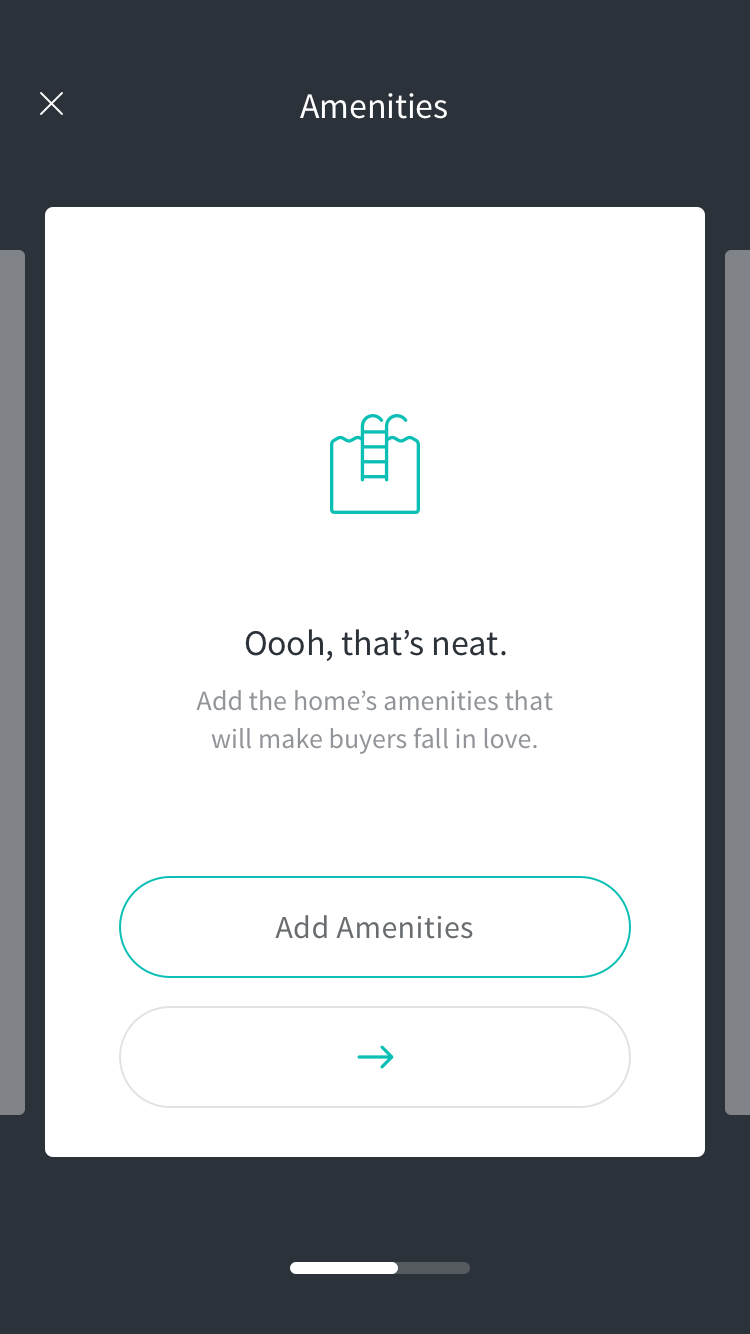 Amenities
Oooh, that’s neat.
Add the home’s amenities that
will make buyers fall in love.
Add Amenities